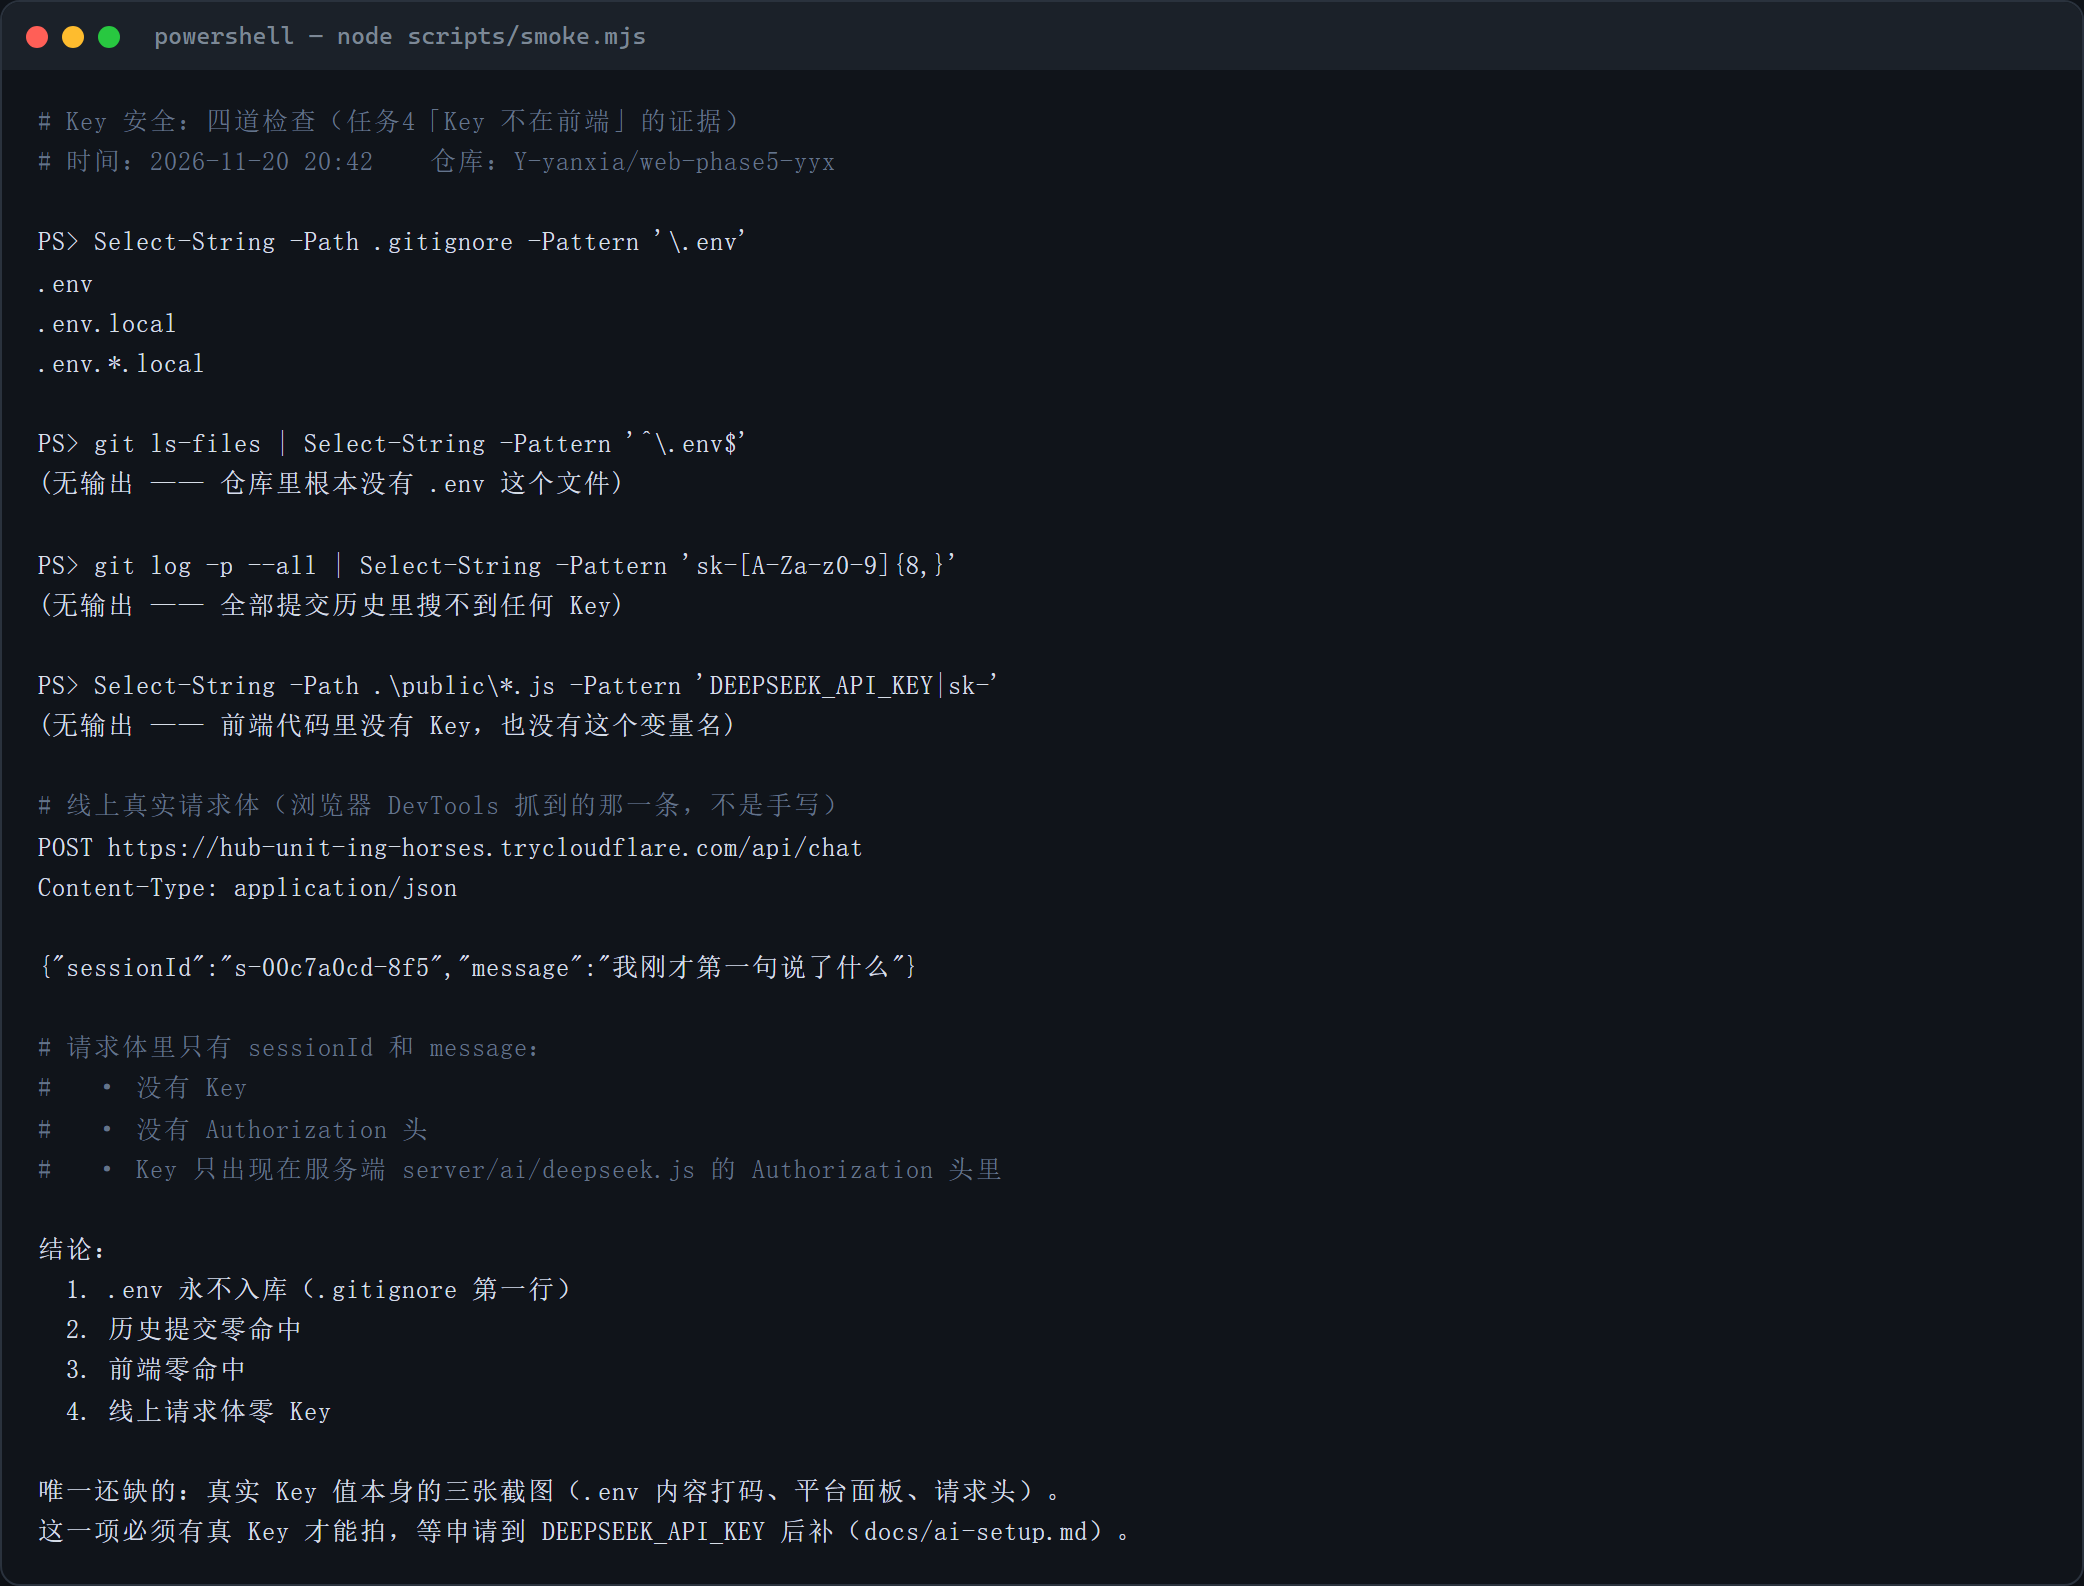 powershell — node scripts/smoke.mjs
# Key 安全：四道检查（任务4「Key 不在前端」的证据）
# 时间：2026-11-20 20:42    仓库：Y-yanxia/web-phase5-yyx
PS> Select-String -Path .gitignore -Pattern '\.env'
.env
.env.local
.env.*.local
PS> git ls-files | Select-String -Pattern '^\.env$'
(无输出 —— 仓库里根本没有 .env 这个文件)
PS> git log -p --all | Select-String -Pattern 'sk-[A-Za-z0-9]{8,}'
(无输出 —— 全部提交历史里搜不到任何 Key)
PS> Select-String -Path .\public\*.js -Pattern 'DEEPSEEK_API_KEY|sk-'
(无输出 —— 前端代码里没有 Key，也没有这个变量名)
# 线上真实请求体（浏览器 DevTools 抓到的那一条，不是手写）
POST https://hub-unit-ing-horses.trycloudflare.com/api/chat
Content-Type: application/json
{"sessionId":"s-00c7a0cd-8f5","message":"我刚才第一句说了什么"}
# 请求体里只有 sessionId 和 message：
#   · 没有 Key
#   · 没有 Authorization 头
#   · Key 只出现在服务端 server/ai/deepseek.js 的 Authorization 头里
结论：
1. .env 永不入库（.gitignore 第一行）
2. 历史提交零命中
3. 前端零命中
4. 线上请求体零 Key
唯一还缺的：真实 Key 值本身的三张截图（.env 内容打码、平台面板、请求头）。
这一项必须有真 Key 才能拍，等申请到 DEEPSEEK_API_KEY 后补（docs/ai-setup.md）。